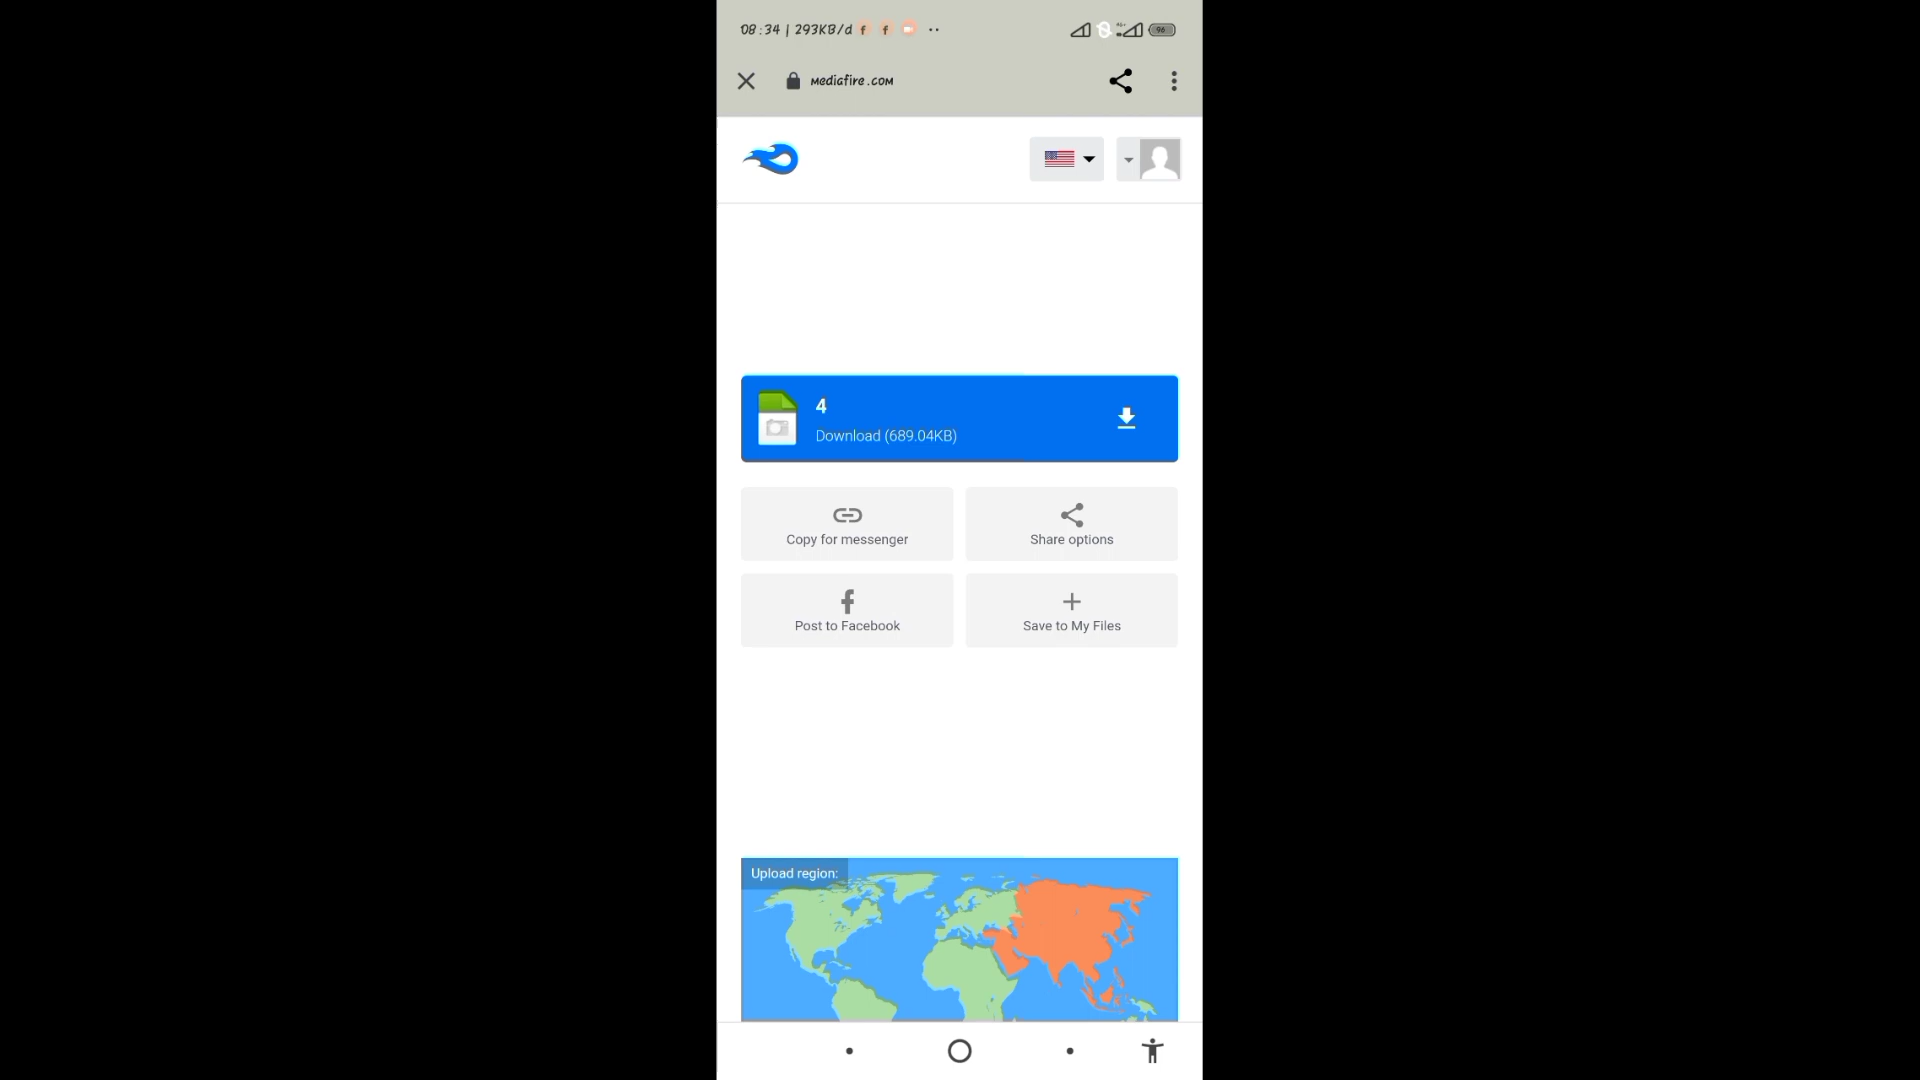 08:34 | 293KB/d
mediafire.com
4
Download (689.04KB)
Copy for messenger
Share options
Post to Facebook
Save to My Files
Upload region: